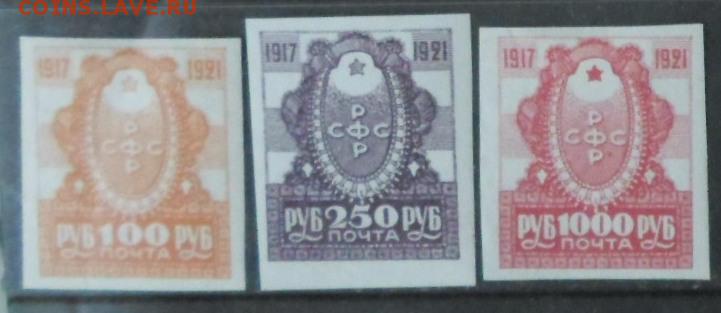 COINS.LAVE.RU
1917 1921
Р
С Ф С
Р
РУБ 100 РУБ
ПОЧТА
1917 1921
Р
С Ф С
Р
РУБ 250 РУБ
ПОЧТА
1917 1921
Р
С Ф С
Р
РУБ 1000 РУБ
ПОЧТА